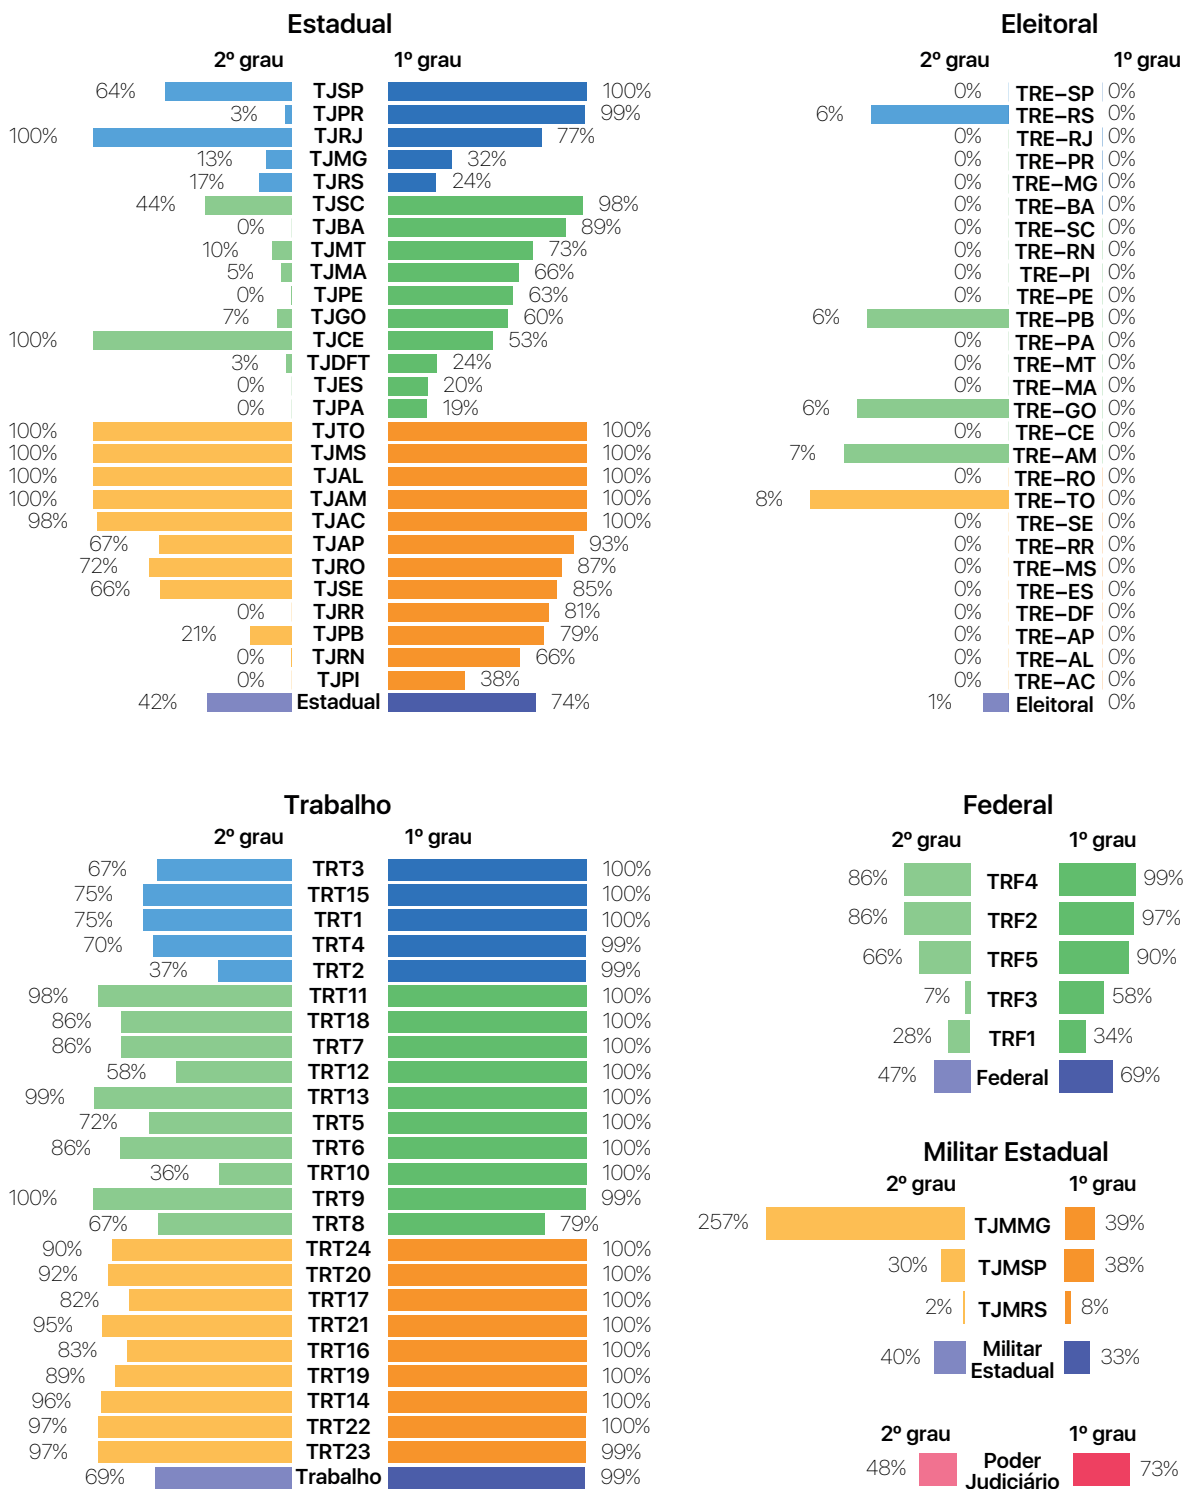 Estadual
2º grau 1º grau
64% TJSP 100%
3% TJPR 99%
100% TJRJ 77%
13% TJMG 32%
17% TJRS 24%
44% TJSC 98%
0% TJBA 89%
10% TJMT 73%
5% TJMA 66%
0% TJPE 63%
7% TJGO 60%
100% TJCE 53%
3% TJDFT 24%
0% TJES 20%
0% TJPA 19%
100% TJTO 100%
100% TJMS 100%
100% TJAL 100%
100% TJAM 100%
98% TJAC 100%
67% TJAP 93%
72% TJRO 87%
66% TJSE 85%
0% TJRR 81%
21% TJPB 79%
0% TJRN 66%
0% TJPI 38%
42% Estadual 74%
Eleitoral
2º grau 1º grau
0% TRE–SP 0%
6% TRE–RS 0%
0% TRE–RJ 0%
0% TRE–PR 0%
0% TRE–MG 0%
0% TRE–BA 0%
0% TRE–SC 0%
0% TRE–RN 0%
0% TRE–PI 0%
0% TRE–PE 0%
6% TRE–PB 0%
0% TRE–PA 0%
0% TRE–MT 0%
0% TRE–MA 0%
6% TRE–GO 0%
0% TRE–CE 0%
7% TRE–AM 0%
0% TRE–RO 0%
8% TRE–TO 0%
0% TRE–SE 0%
0% TRE–RR 0%
0% TRE–MS 0%
0% TRE–ES 0%
0% TRE–DF 0%
0% TRE–AP 0%
0% TRE–AL 0%
0% TRE–AC 0%
1% Eleitoral 0%
Trabalho
2º grau 1º grau
67% TRT3 100%
75% TRT15 100%
75% TRT1 100%
70% TRT4 99%
37% TRT2 99%
98% TRT11 100%
86% TRT18 100%
86% TRT7 100%
58% TRT12 100%
99% TRT13 100%
72% TRT5 100%
86% TRT6 100%
36% TRT10 100%
100% TRT9 99%
67% TRT8 79%
90% TRT24 100%
92% TRT20 100%
82% TRT17 100%
95% TRT21 100%
83% TRT16 100%
89% TRT19 100%
96% TRT14 100%
97% TRT22 100%
97% TRT23 99%
69% Trabalho 99%
Federal
2º grau 1º grau
86% TRF4 99%
86% TRF2 97%
66% TRF5 90%
7% TRF3 58%
28% TRF1 34%
47% Federal 69%
Militar Estadual
2º grau 1º grau
257% TJMMG 39%
30% TJMSP 38%
2% TJMRS 8%
40% Militar 33%
Estadual
2º grau 1º grau
48% Poder 73%
Judiciário